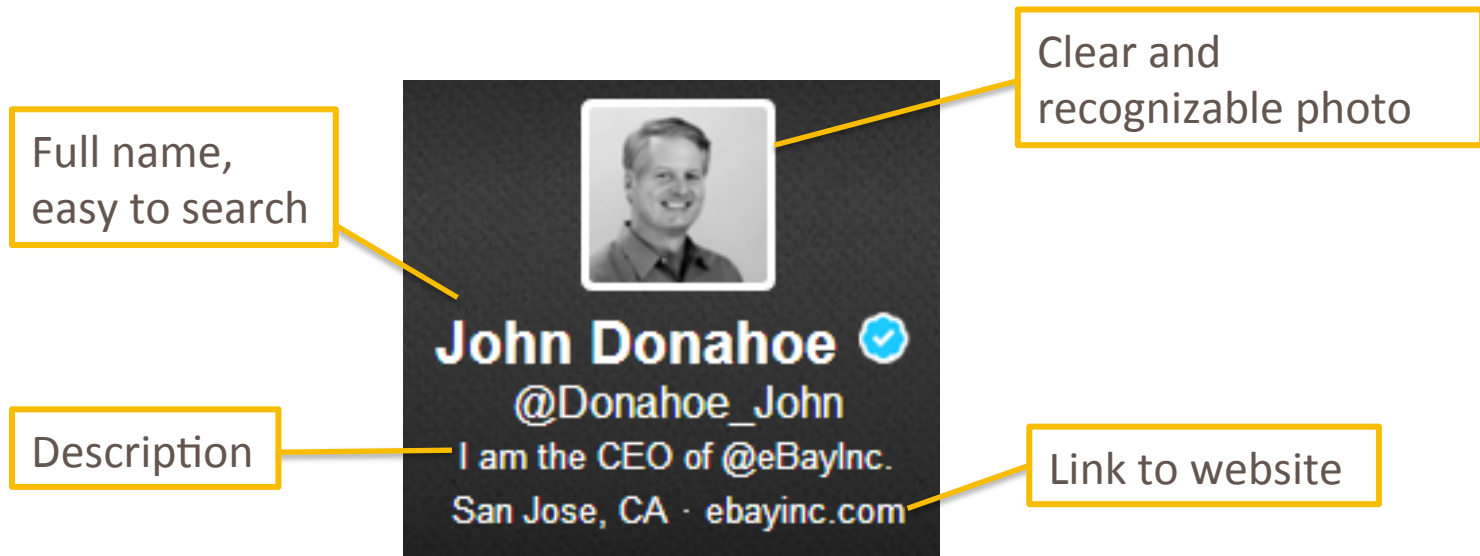 Clear and
recognizable photo
Full name,
easy to search
John Donahoe
@Donahoe_John
Description
I am the CEO of @eBayInc.
San Jose, CA · ebayinc.com
Link to website